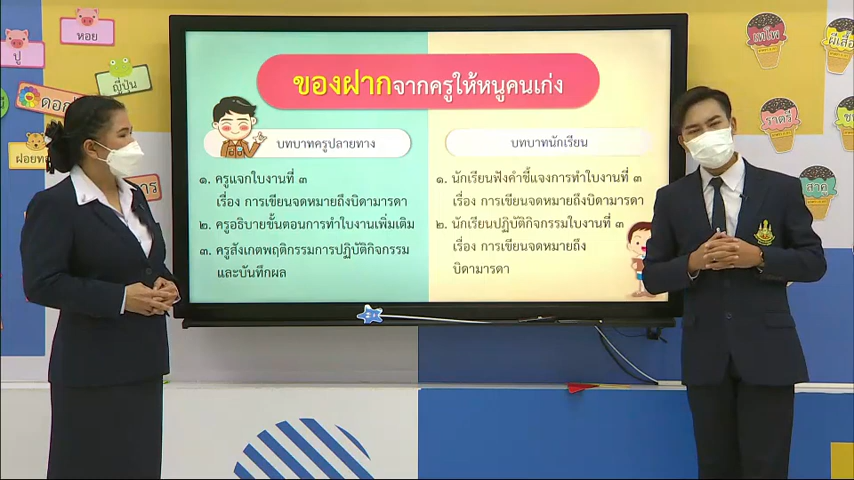 ของฝากจากครูให้หนูคนเก่ง
บทบาทครูปลายทาง
๑. ครูแจกใบงานที่ ๓
เรื่อง การเขียนจดหมายถึงบิดามารดา
๒. ครูอธิบายขั้นตอนการทำใบงานเพิ่มเติม
๓. ครูสังเกตพฤติกรรมการปฏิบัติกิจกรรม
และบันทึกผล
บทบาทนักเรียน
๑. นักเรียนฟังคำชี้แจงการทำใบงานที่ ๓
เรื่อง การเขียนจดหมายถึงบิดามารดา
๒. นักเรียนปฏิบัติกิจกรรมใบงานที่ ๓
เรื่อง การเขียนจดหมายถึง
บิดามารดา
หอย
ปู
ญี่ปุ่น
ราตรี
สาคู